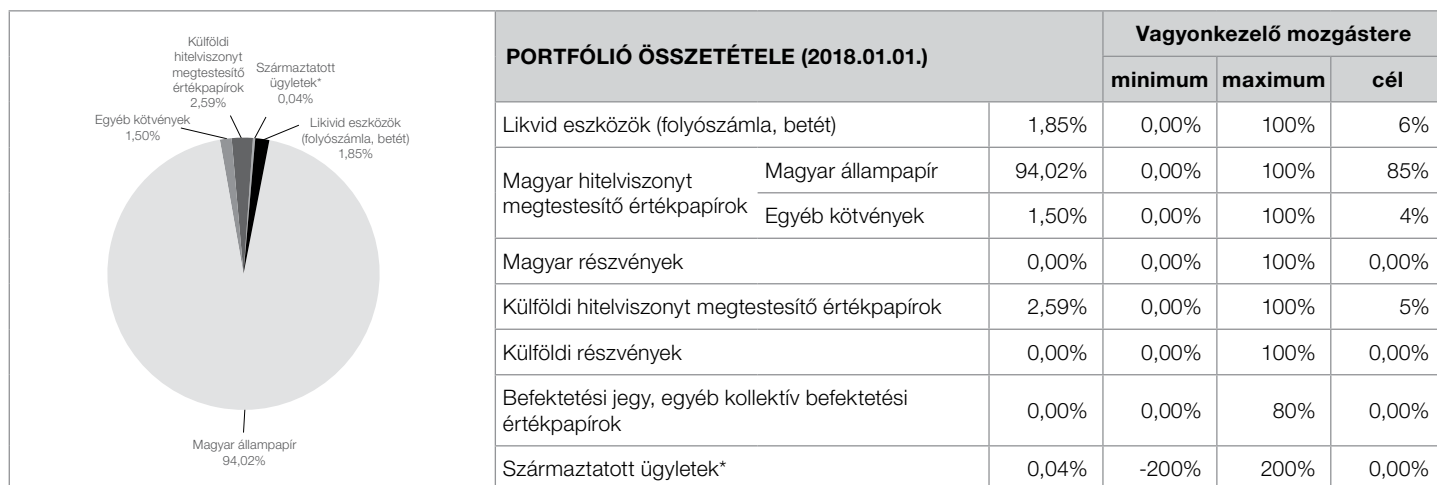 Külföldi
hitelviszonyt
megtestesítő
értékpapírok
2,59%
Származtatott
ügyletek*
0,04%
Egyéb kötvények
1,50%
Likivid eszközök
(folyószámla, betét)
1,85%
Magyar állampapír
94,02%
PORTFÓLIÓ ÖSSZETÉTELE (2018.01.01.) Vagyonkezelő mozgástere
minimum maximum cél
Likvid eszközök (folyószámla, betét) 1,85% 0,00% 100% 6%
Magyar hitelviszonyt
megtestesítő értékpapírok
Magyar állampapír 94,02% 0,00% 100% 85%
Egyéb kötvények 1,50% 0,00% 100% 4%
Magyar részvények 0,00% 0,00% 100% 0,00%
Külföldi hitelviszonyt megtestesítő értékpapírok 2,59% 0,00% 100% 5%
Külföldi részvények 0,00% 0,00% 100% 0,00%
Befektetési jegy, egyéb kollektív befektetési
értékpapírok 0,00% 0,00% 80% 0,00%
Származtatott ügyletek* 0,04% -200% 200% 0,00%